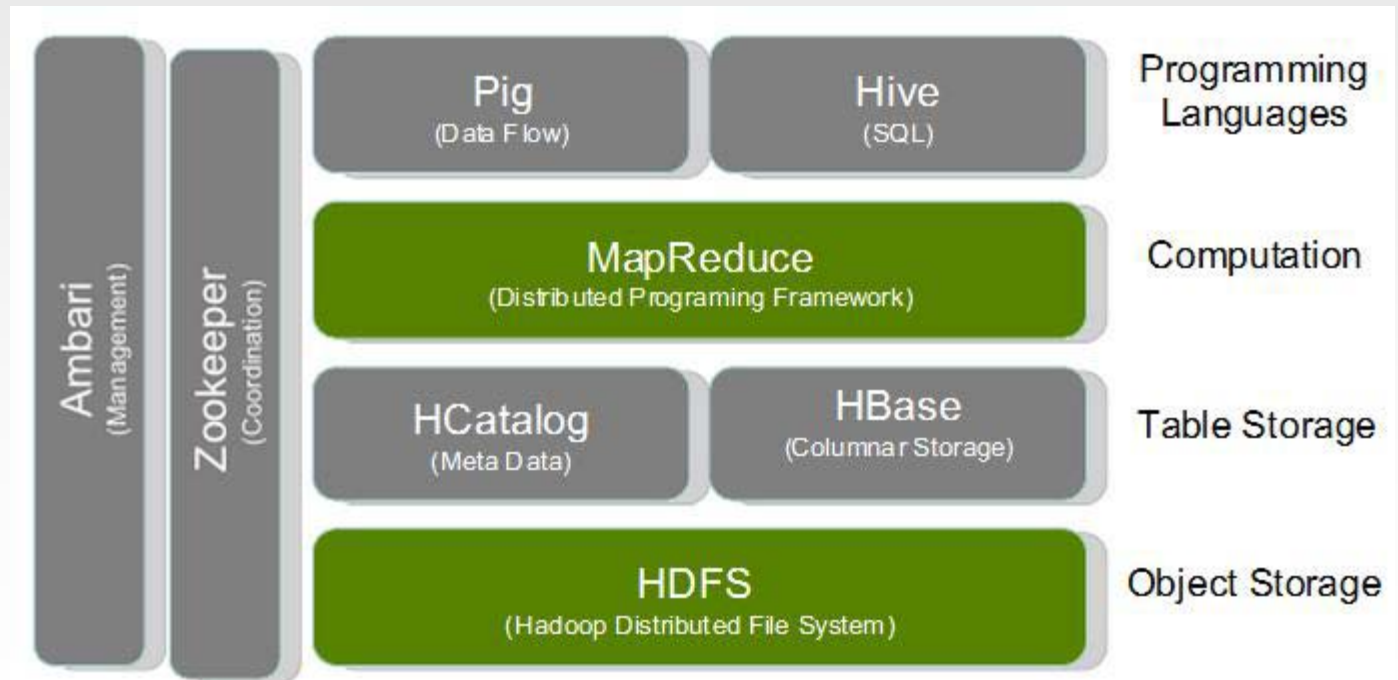 Ambari
(Management)
Zookeeper
(Coordination)
Pig
(Data Flow)
Hive
(SQL)
Programming
Languages
MapReduce
(Distributed Programing Framework)
Computation
HCatalog
(Meta Data)
HBase
(Columnar Storage)
Table Storage
HDFS
(Hadoop Distributed File System)
Object Storage